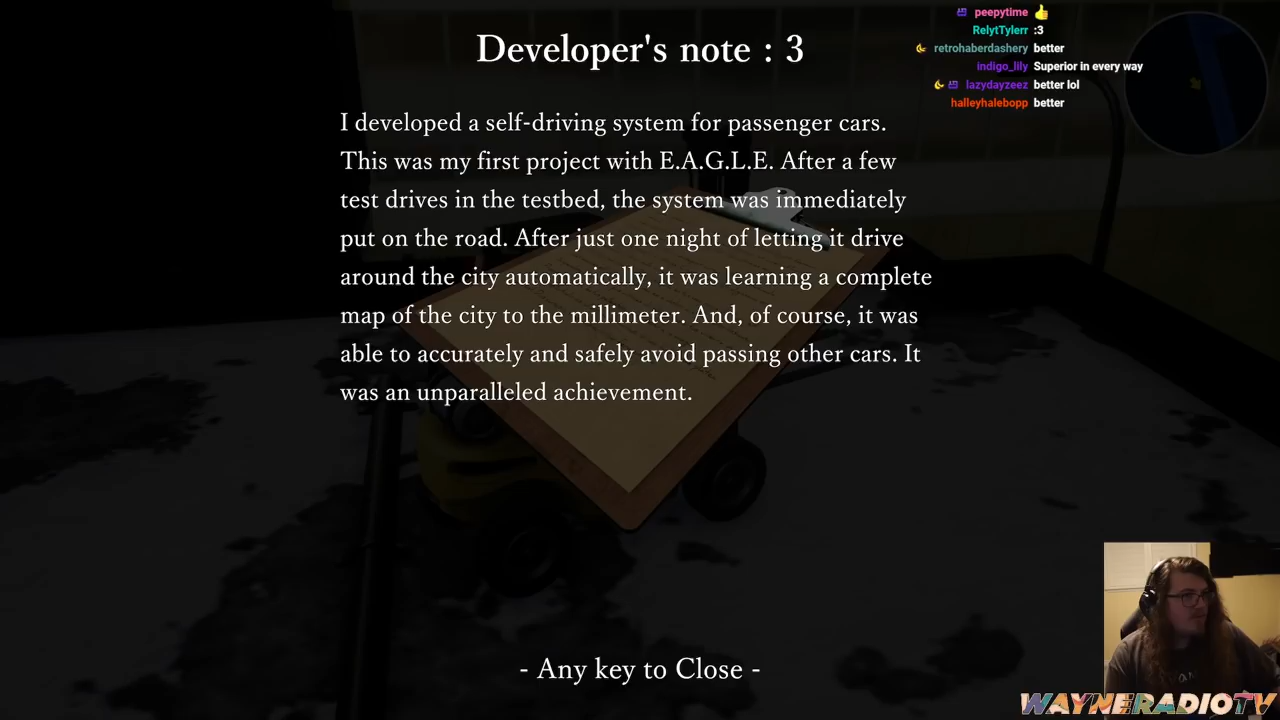 Developer's note : 3
I developed a self-driving system for passenger cars.
This was my first project with E.A.G.L.E. After a few
test drives in the testbed, the system was immediately
put on the road. After just one night of letting it drive
around the city automatically, it was learning a complete
map of the city to the millimeter. And, of course, it was
able to accurately and safely avoid passing other cars. It
was an unparalleled achievement.
- Any key to Close -
peepytime 👍
RelytTylerr :3
retrohaberdashery better
indigo_lily Superior in every way
lazydayzeez better lol
halleyhalebopp better
WAYNERADIOTV